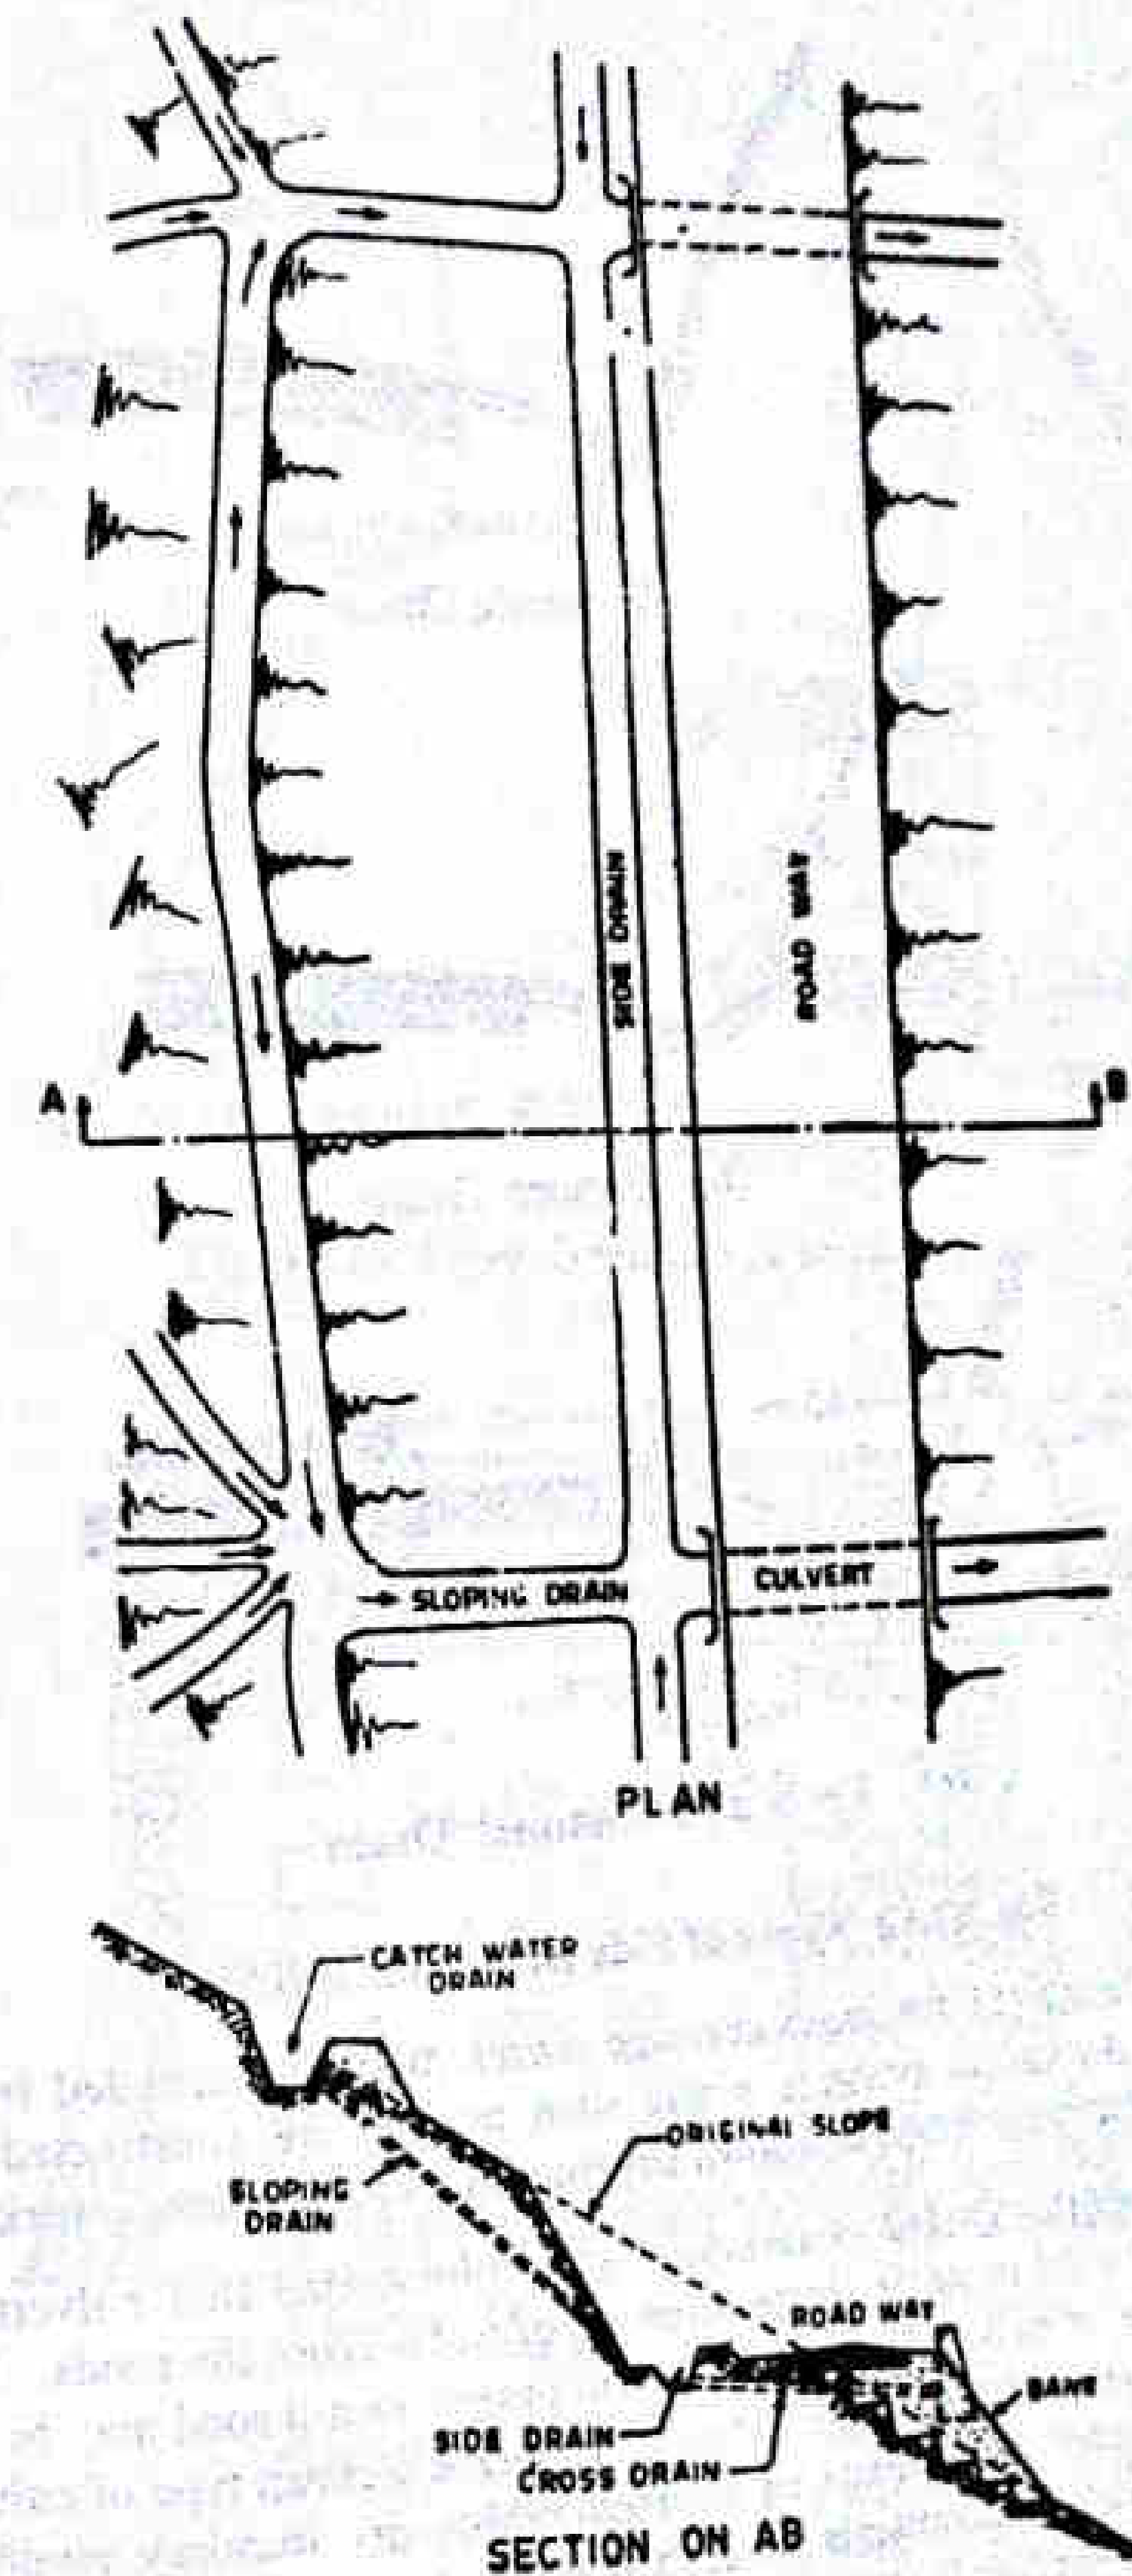 SIDE DRAIN
ROAD WAY
A
B
SLOPING DRAIN
CULVERT
PLAN
CATCH WATER
DRAIN
ORIGINAL SLOPE
SLOPING
DRAIN
ROAD WAY
BANK
SIDE DRAIN
CROSS DRAIN
SECTION ON AB